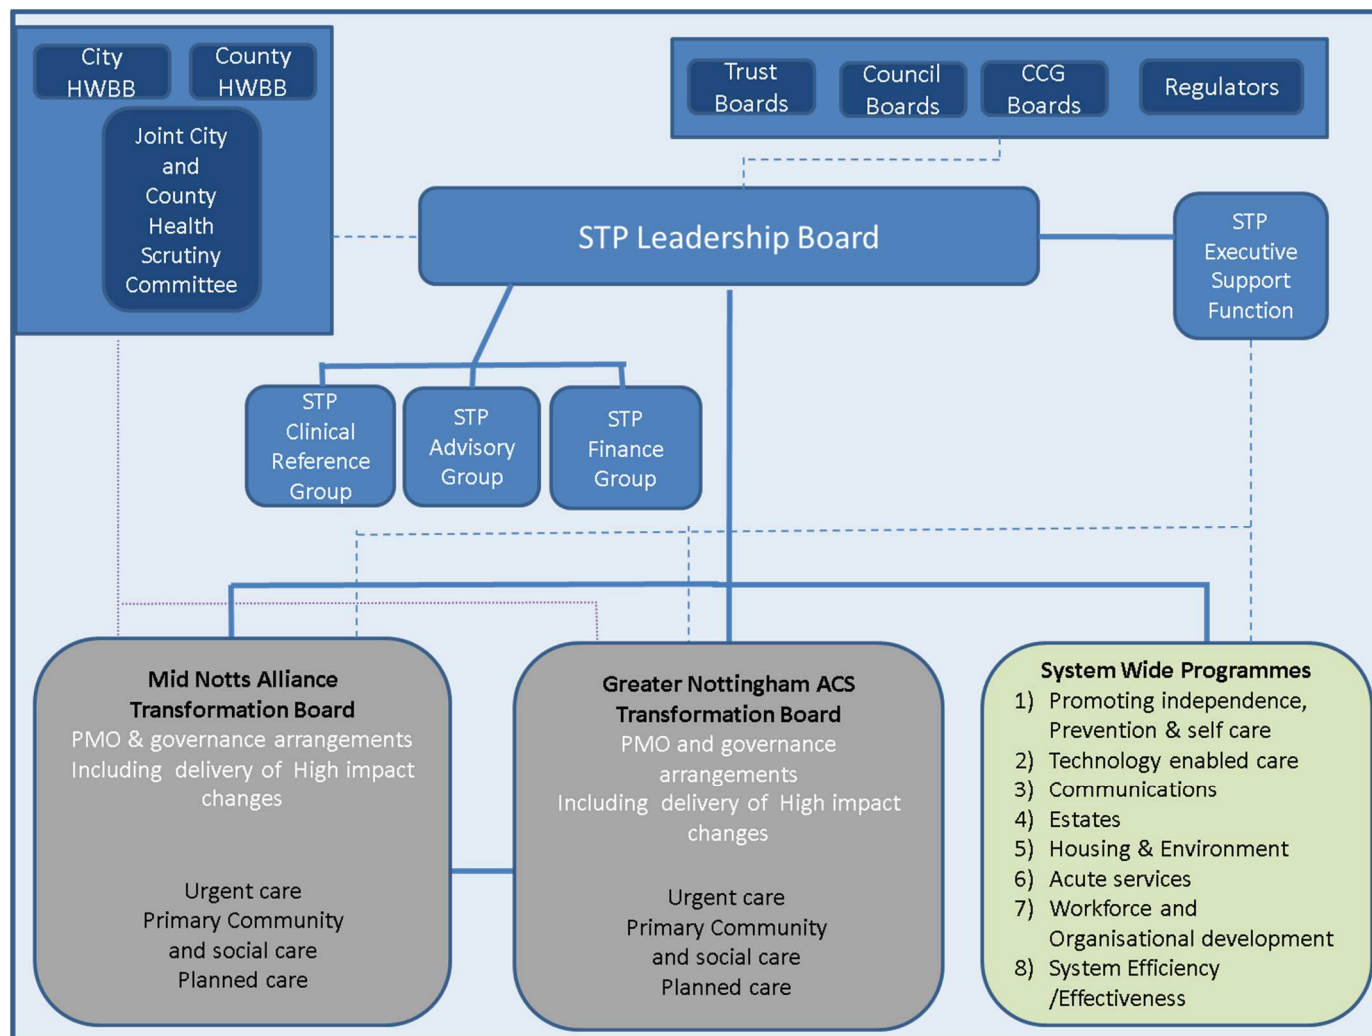 City
HWBB
County
HWBB
Joint City
and
County
Health
Scrutiny
Committee
Trust
Boards
Council
Boards
CCG
Boards
Regulators
STP Leadership Board
STP
Executive
Support
Function
STP
Clinical
Reference
Group
STP
Advisory
Group
STP
Finance
Group
Mid Notts Alliance
Transformation Board
PMO & governance arrangements
Including delivery of High impact
changes
Urgent care
Primary Community
and social care
Planned care
Greater Nottingham ACS
Transformation Board
PMO and governance
arrangements
Including delivery of High impact
changes
Urgent care
Primary Community
and social care
Planned care
System Wide Programmes
1) Promoting independence,
Prevention & self care
2) Technology enabled care
3) Communications
4) Estates
5) Housing & Environment
6) Acute services
7) Workforce and
Organisational development
8) System Efficiency
/Effectiveness